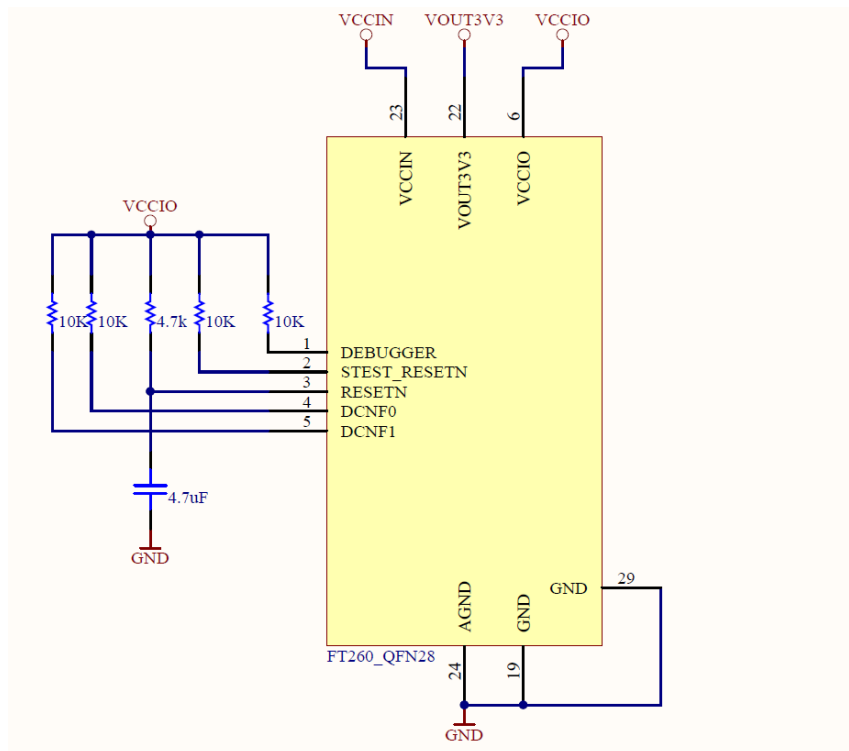 VCCIN VOUT3V3 VCCIO
23 22 6
VCCIN VOUT3V3 VCCIO
VCCIO
10K 10K 4.7k 10K 10K
1 DEBUGGER
2 STEST_RESETN
3 RESETN
4 DCNF0
5 DCNF1
4.7uF
GND
GND 29
AGND GND
FT260_QFN28
24 19
GND